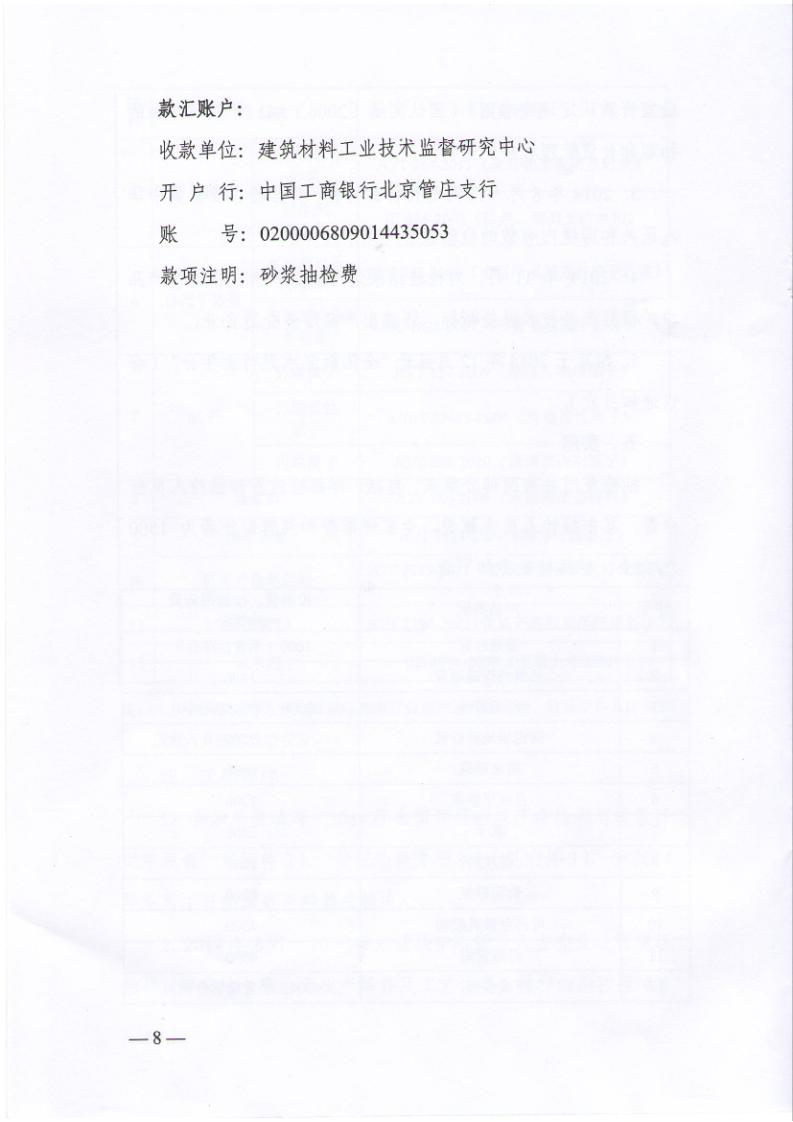 款汇账户:
收款单位: 建筑材料工业技术监督研究中心
开 户 行: 中国工商银行北京管庄支行
账 号: 0200006809014435053
款项注明: 砂浆抽检费
—8—